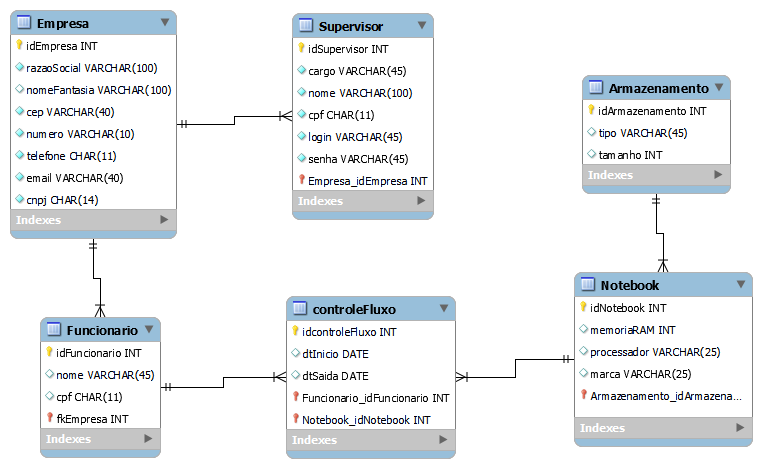 Empresa
idEmpresa INT
razaoSocial VARCHAR(100)
nomeFantasia VARCHAR(100)
cep VARCHAR(40)
numero VARCHAR(10)
telefone CHAR(11)
email VARCHAR(40)
cnpj CHAR(14)
Indexes
Supervisor
idSupervisor INT
cargo VARCHAR(45)
nome VARCHAR(100)
cpf CHAR(11)
login VARCHAR(45)
senha VARCHAR(45)
Empresa_idEmpresa INT
Indexes
Armazenamento
idArmazenamento INT
tipo VARCHAR(45)
tamanho INT
Indexes
Funcionario
idFuncionario INT
nome VARCHAR(45)
cpf CHAR(11)
fkEmpresa INT
Indexes
controleFluxo
idcontroleFluxo INT
dtInicio DATE
dtSaida DATE
Funcionario_idFuncionario INT
Notebook_idNotebook INT
Indexes
Notebook
idNotebook INT
memoriaRAM INT
processador VARCHAR(25)
marca VARCHAR(25)
Armazenamento_idArmazena...
Indexes